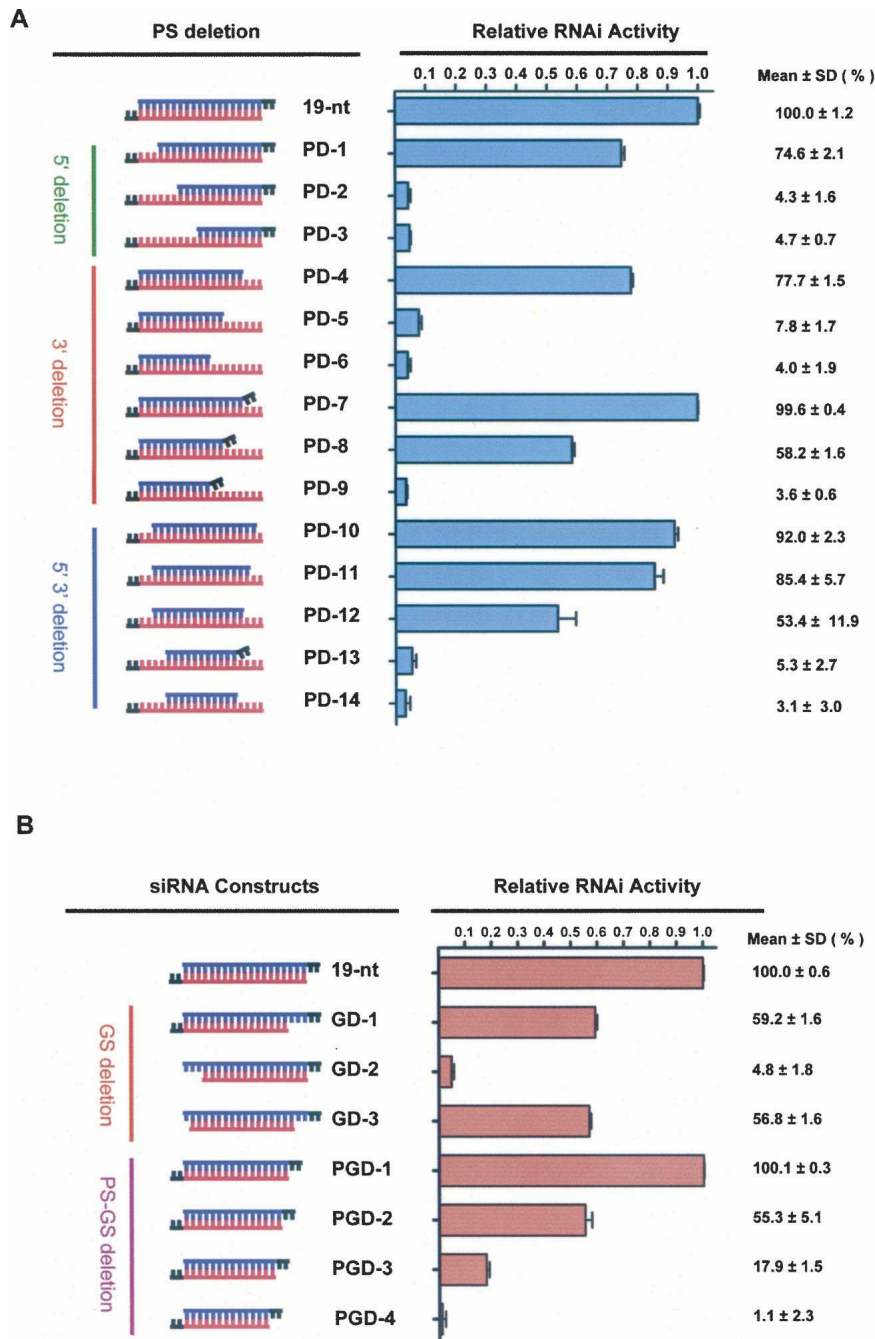 A
PS deletion
Relative RNAi Activity
0.1 0.2 0.3 0.4 0.5 0.6 0.7 0.8 0.9 1.0
Mean ± SD ( % )
19-nt
100.0 ± 1.2
5' deletion
PD-1
74.6 ± 2.1
PD-2
4.3 ± 1.6
PD-3
4.7 ± 0.7
3' deletion
PD-4
77.7 ± 1.5
PD-5
7.8 ± 1.7
PD-6
4.0 ± 1.9
PD-7
99.6 ± 0.4
PD-8
58.2 ± 1.6
PD-9
3.6 ± 0.6
5' 3' deletion
PD-10
92.0 ± 2.3
PD-11
85.4 ± 5.7
PD-12
53.4 ± 11.9
PD-13
5.3 ± 2.7
PD-14
3.1 ± 3.0
B
siRNA Constructs
Relative RNAi Activity
0.1 0.2 0.3 0.4 0.5 0.6 0.7 0.8 0.9 1.0
Mean ± SD ( % )
19-nt
100.0 ± 0.6
GS deletion
GD-1
59.2 ± 1.6
GD-2
4.8 ± 1.8
GD-3
56.8 ± 1.6
PS-GS deletion
PGD-1
100.1 ± 0.3
PGD-2
55.3 ± 5.1
PGD-3
17.9 ± 1.5
PGD-4
1.1 ± 2.3